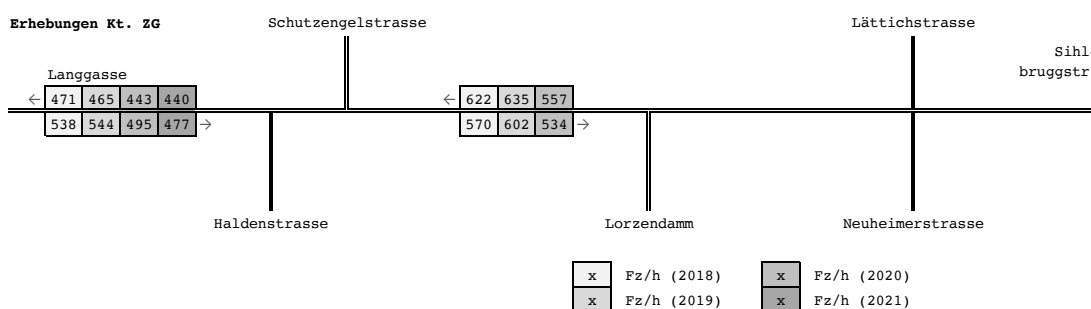 Erhebungen Kt. ZG
Schutzengelstrasse
Lättichstrasse
Sihl
bruggstr
Langgasse
← 471 465 443 440
538 544 495 477 →
← 622 635 557
570 602 534 →
Haldenstrasse
Lorzendamm
Neuheimerstrasse
x Fz/h (2018)
x Fz/h (2020)
x Fz/h (2019)
x Fz/h (2021)